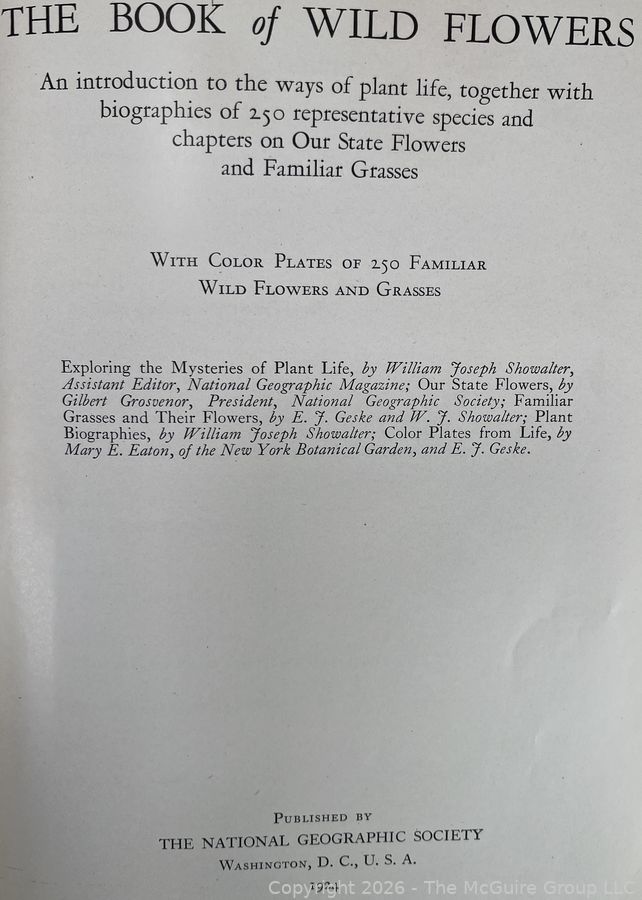 THE BOOK of WILD FLOWERS
An introduction to the ways of plant life, together with
biographies of 250 representative species and
chapters on Our State Flowers
and Familiar Grasses
With Color Plates of 250 Familiar
Wild Flowers and Grasses
Exploring the Mysteries of Plant Life, by William Joseph Showalter,
Assistant Editor, National Geographic Magazine; Our State Flowers, by
Gilbert Grosvenor, President, National Geographic Society; Familiar
Grasses and Their Flowers, by E. J. Geske and W. J. Showalter; Plant
Biographies, by William Joseph Showalter; Color Plates from Life, by
Mary E. Eaton, of the New York Botanical Garden, and E. J. Geske.
Published by
THE NATIONAL GEOGRAPHIC SOCIETY
Washington, D. C., U. S. A.
1924
Copyright 2026 - The McGuire Group LLC